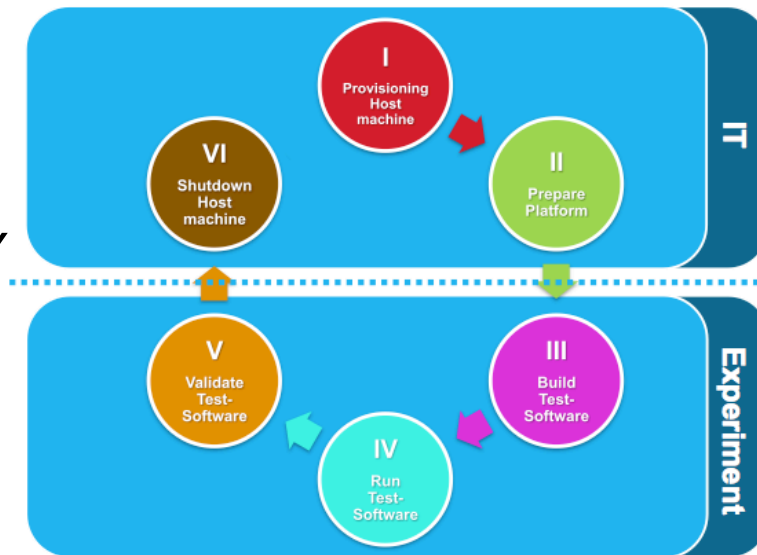 I
Provisioning
Host
machine
II
Prepare
Platform
VI
Shutdown
Host
machine
IT
III
Build
Test-
Software
IV
Run
Test-
Software
V
Validate
Test-
Software
Experiment